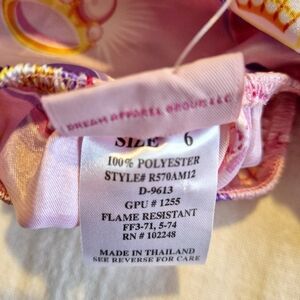 DREAM APPAREL GROUP LLC
SIZE 6
100% POLYESTER
STYLE# R570AM12
D-9613
GPU # 1255
FLAME RESISTANT
FF3-71, 5-74
RN # 102248
MADE IN THAILAND
SEE REVERSE FOR CARE